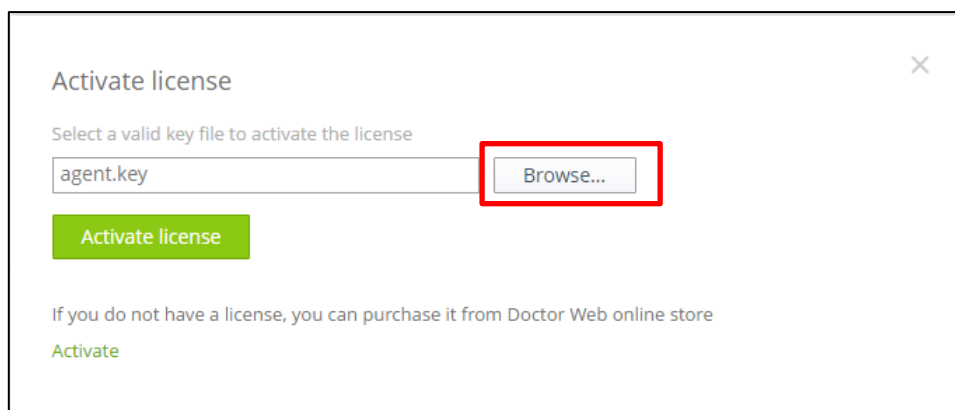 Activate license
Select a valid key file to activate the license
agent.key
Browse...
Activate license
If you do not have a license, you can purchase it from Doctor Web online store
Activate